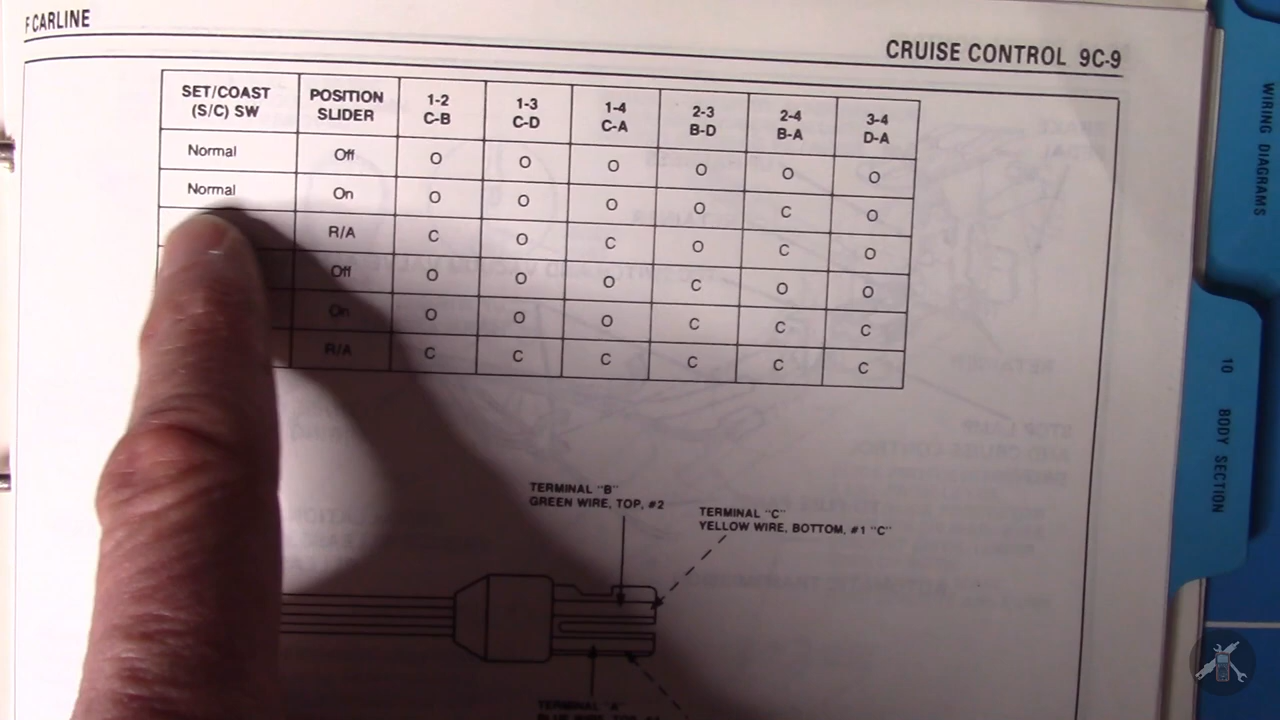 F CARLINE
CRUISE CONTROL 9C-9
SET/COAST (S/C) SW POSITION SLIDER 1-2 C-B 1-3 C-D 1-4 C-A 2-3 B-D 2-4 B-A 3-4 D-A
Normal Off O O O O O O
Normal On O O O O C O
R/A C O C O C O
Off O O O C O O
On O O O C C C
R/A C C C C C C
TERMINAL "B"
GREEN WIRE, TOP, #2
TERMINAL "C"
YELLOW WIRE, BOTTOM, #1 "C"
TERMINAL "A"
WIRING DIAGRAMS
10 BODY SECTION